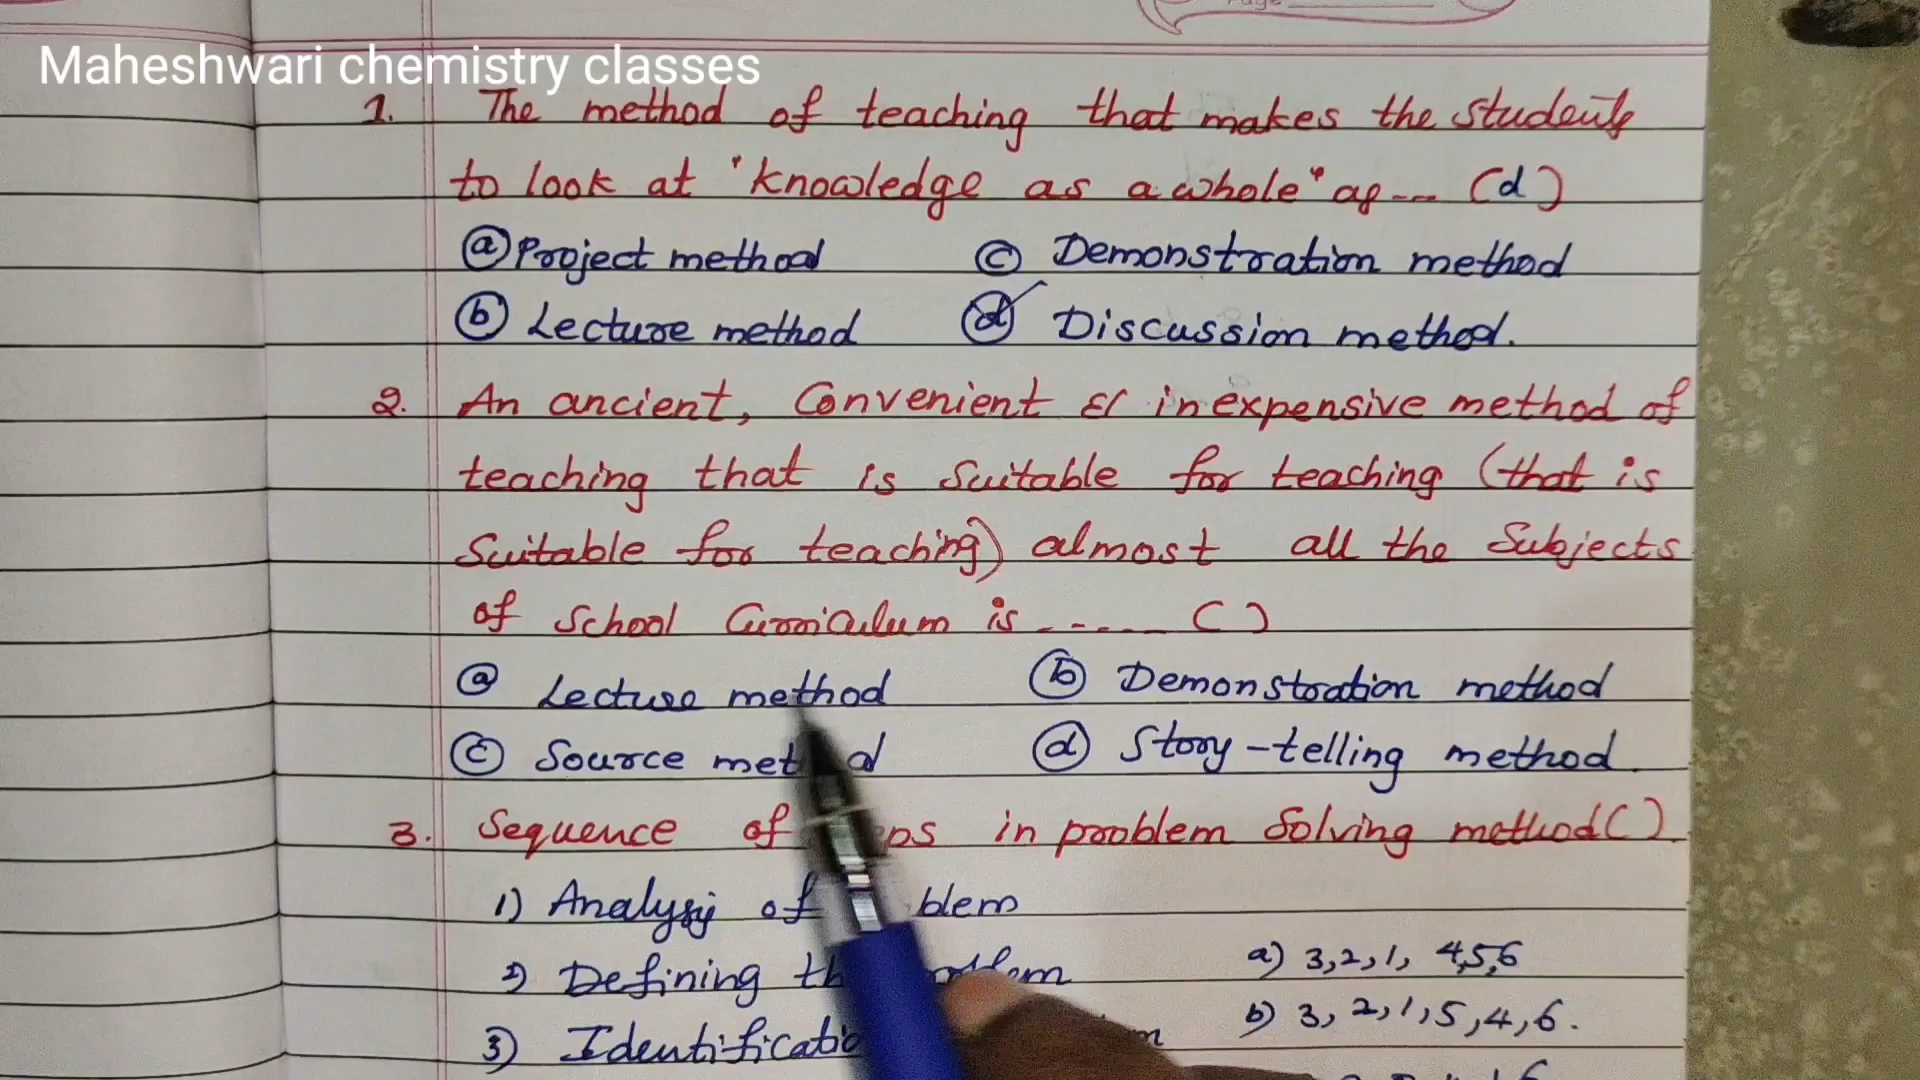 Page
Maheshwari chemistry classes
1. The method of teaching that makes the students
to look at "knowledge as a whole" as --- (d)
ⓐ Project method ⓒ Demonstration method
ⓑ Lecture method ⓓ Discussion method.
2. An ancient, Convenient & inexpensive method of
teaching that is suitable for teaching (that is
Suitable for teaching) almost all the Subjects
of School Curriculum is ------ ( )
ⓐ Lecture method ⓑ Demonstration method
ⓒ Source method ⓓ Story-telling method
3. Sequence of in problem Solving method ( )
1) Analysis of
2) Defining
3)
a) 3,2,1, 4,5,6
b) 3, 2,1,5,4,6.